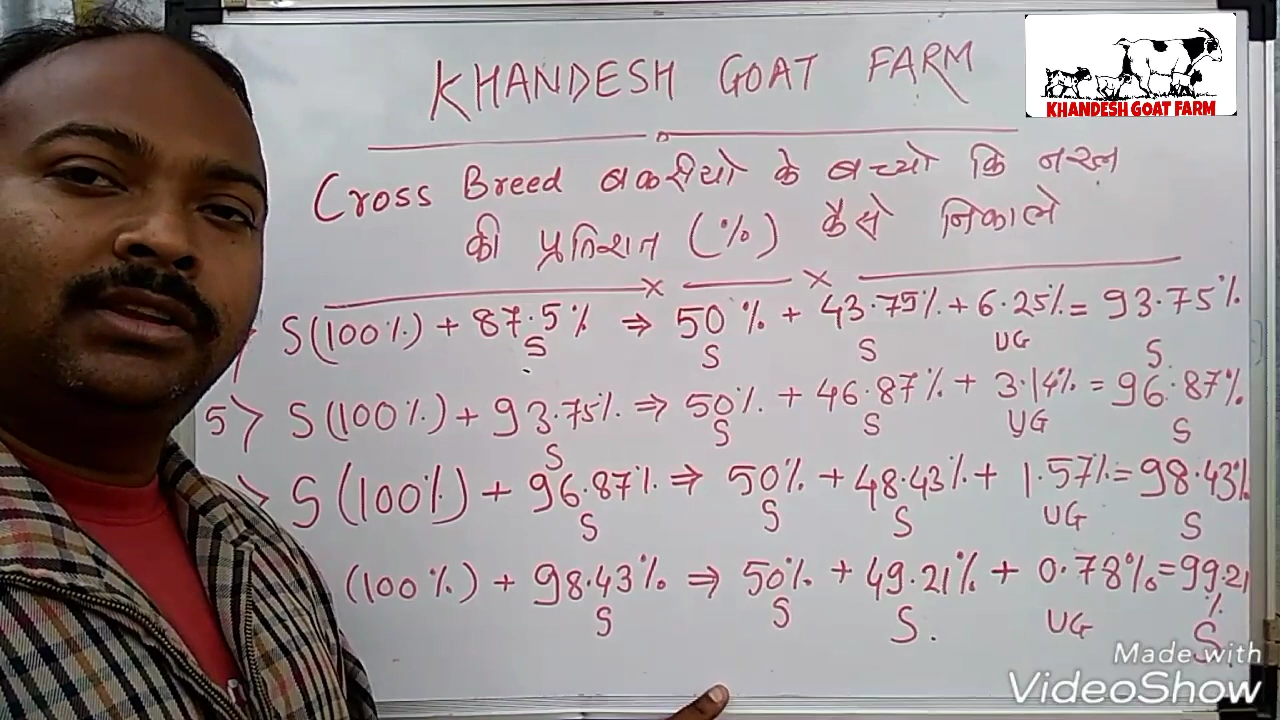 KHANDESH GOAT FARM
KHANDESH GOAT FARM
Cross Breed बकरीयो के बच्चो कि नस्ल
की प्रतिशत (%) कैसे निकाले
S(100%) + 87.5% ⇒ 50% + 43.75% + 6.25% = 93.75%
S S S UG S
5> S(100%) + 93.75% ⇒ 50% + 46.87% + 3.14% = 96.87%
S S S UG S
> S(100%) + 96.87% ⇒ 50% + 48.43% + 1.57% = 98.43%
S S S UG S
(100%) + 98.43% ⇒ 50% + 49.21% + 0.78% = 99.21
%
S S S. UG S
Made with
VideoShow